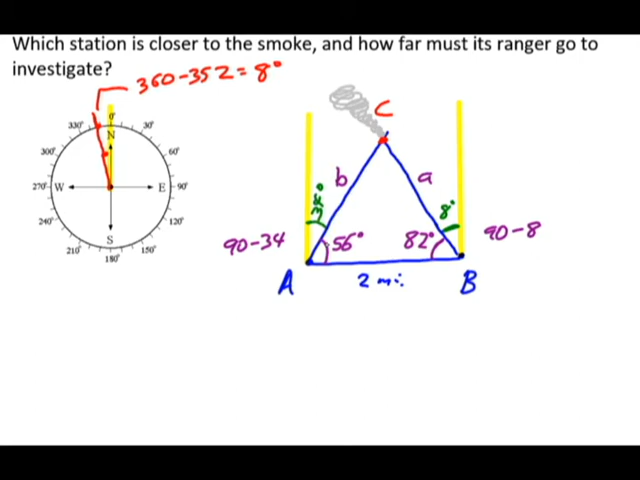 Which station is closer to the smoke, and how far must its ranger go to
investigate?
360-352=8°
C
0°
N
330°
30°
300°
60°
270°
W
E
90°
240°
120°
S
210°
150°
180°
b
a
34°
8°
90-34
56°
82°
90-8
A
2 mi.
B